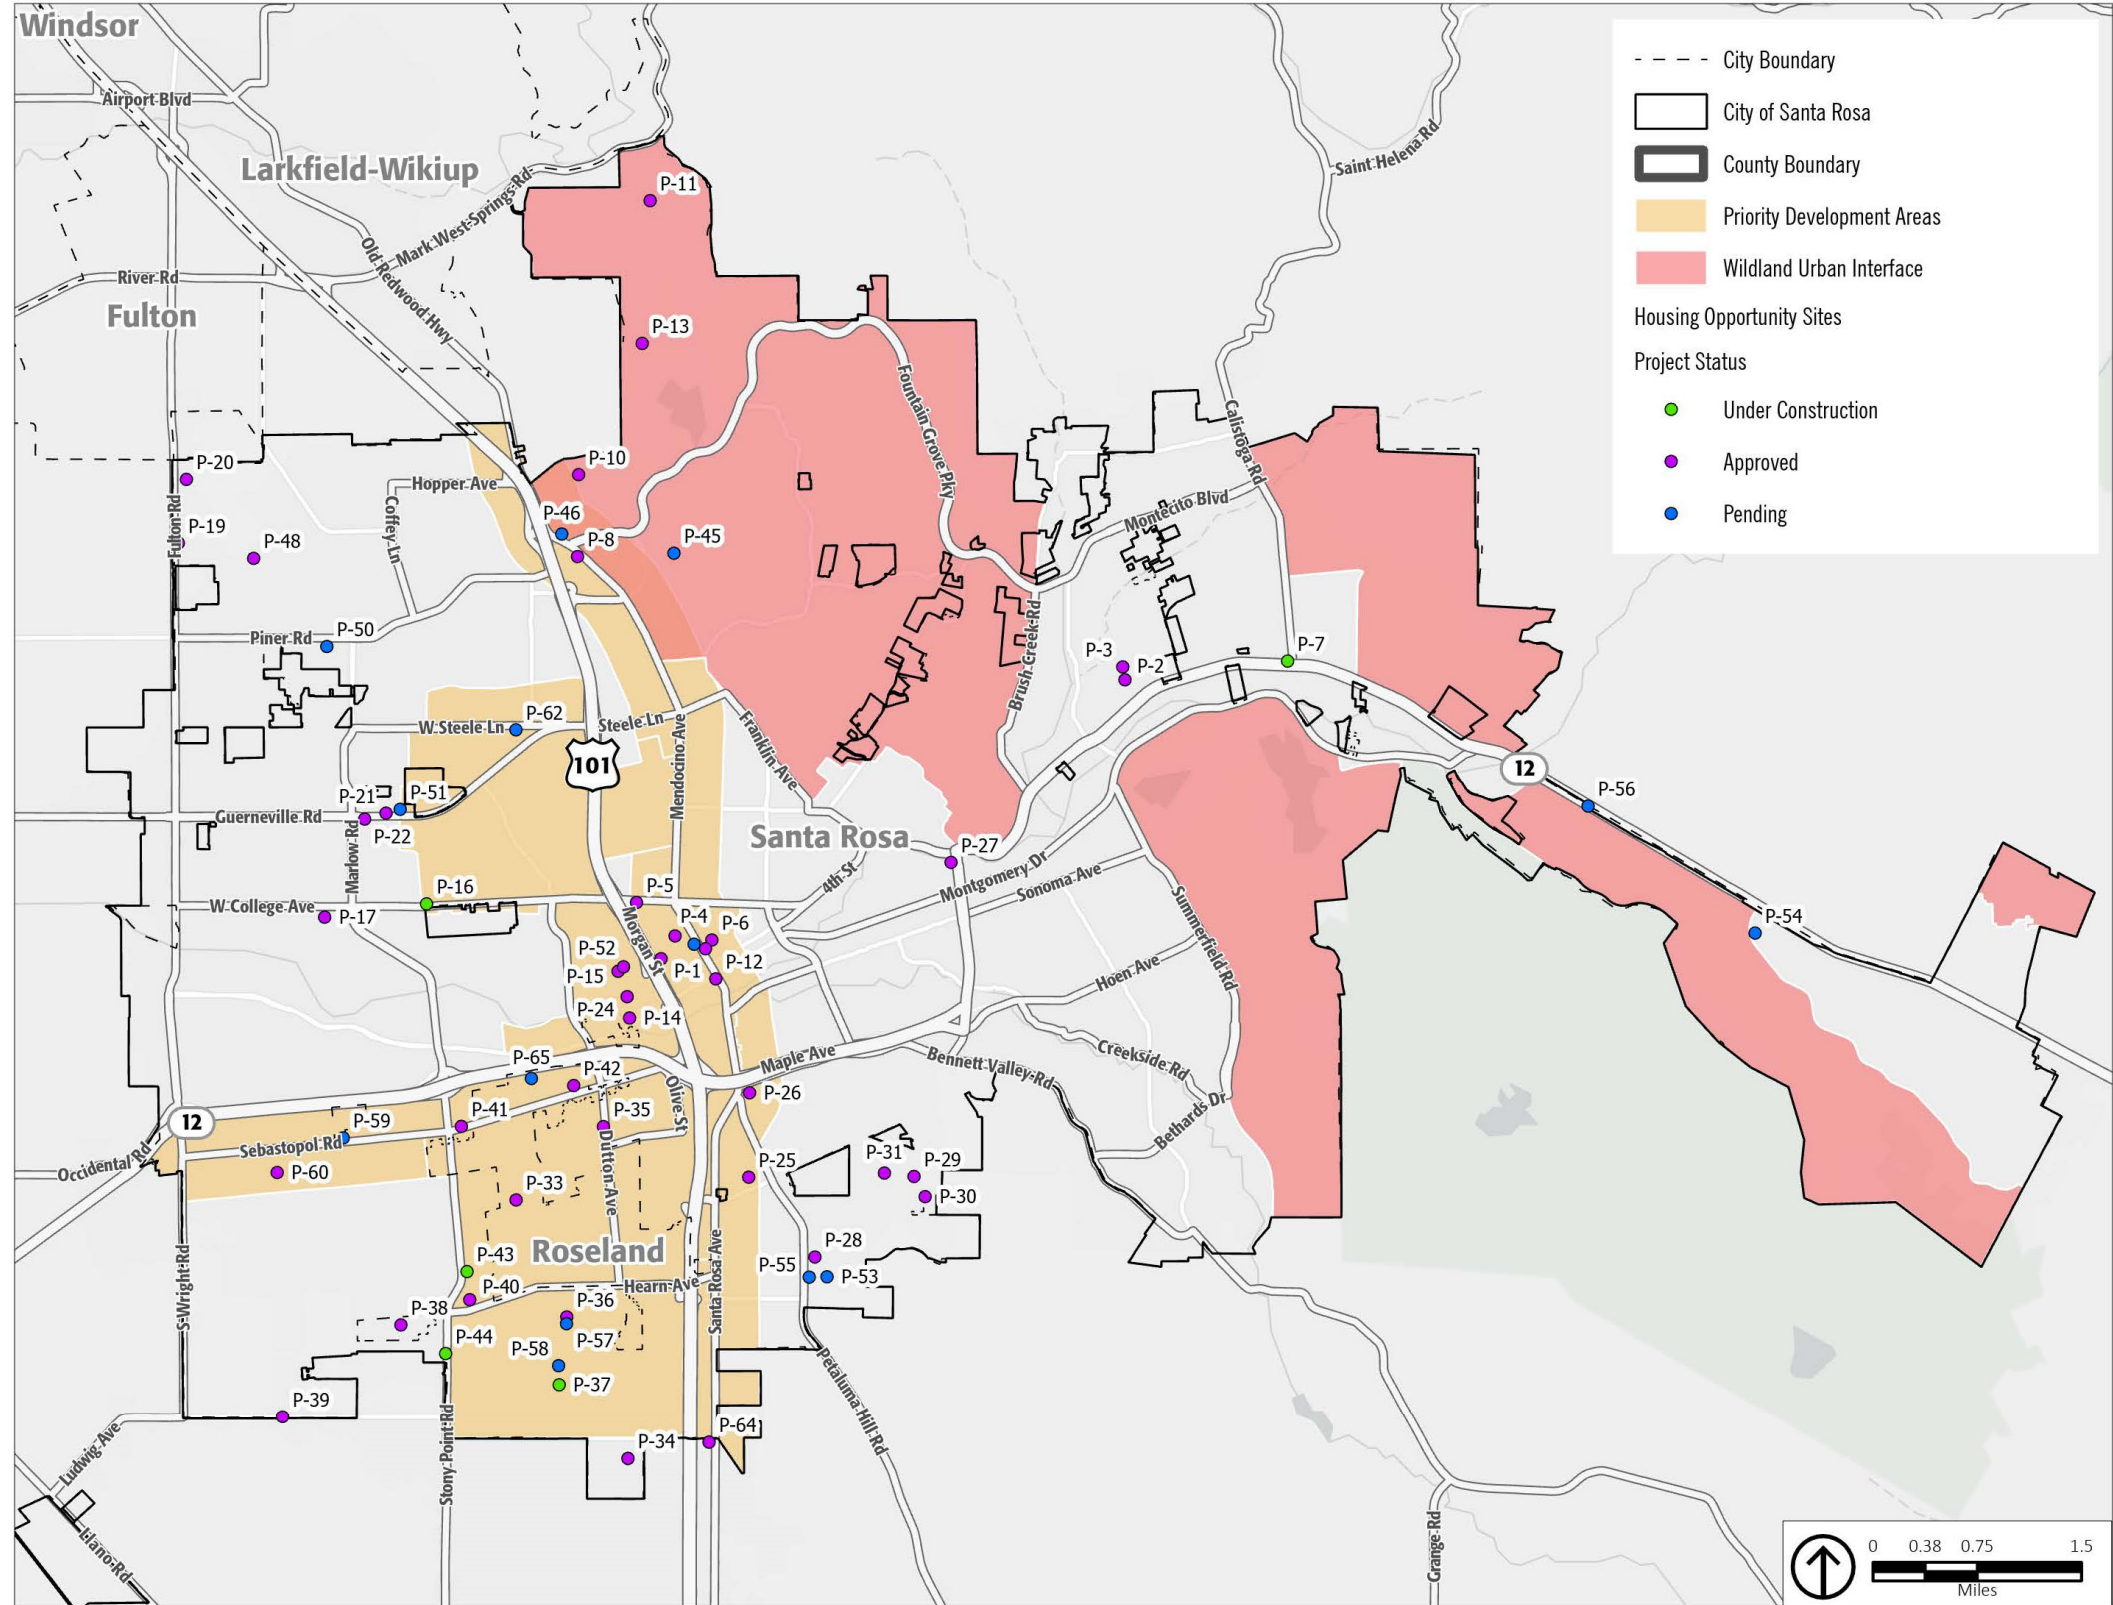 Windsor
Airport Blvd
Larkfield-Wikiup
Mark West Springs Rd
Old Redwood Hwy
River Rd
Fulton
Saint Helena Rd
City Boundary
City of Santa Rosa
County Boundary
Priority Development Areas
Wildland Urban Interface
Housing Opportunity Sites
Project Status
Under Construction
Approved
Pending
P-11
P-13
Fountain Grove Pky
Calistoga Rd
P-20
P-10
Hopper Ave
Coffey Ln
Fulton Rd
P-19
P-48
P-46
P-8
P-45
Montecito Blvd
Piner Rd
P-50
Brush Creek Rd
P-3
P-2
P-7
W Steele Ln
P-62
Steele Ln
Mendocino Ave
Franklin Ave
101
12
P-56
P-21
P-51
Guerneville Rd
P-22
Marlow Rd
Santa Rosa
P-27
4th St
Montgomery Dr
Sonoma Ave
Summerfield Rd
P-16
P-5
W College Ave
P-17
Morgan St
P-4
P-6
P-54
P-52
P-15
P-1
P-12
Hoen Ave
P-24
P-14
P-65
P-42
Maple Ave
Bennett Valley Rd
Creekside Rd
Bethards Dr
Olive St
P-26
12
P-59
P-41
P-35
Sebastopol Rd
Occidental Rd
P-60
Dutton Ave
P-25
P-31
P-29
P-30
P-33
S Wright Rd
P-43
Roseland
P-28
P-55
P-53
P-40
Hearn Ave
Santa Rosa Ave
P-38
P-36
P-44
P-57
P-58
P-37
Petaluma Hill Rd
P-39
Ludwig Ave
Stony Point Rd
P-34
P-64
Llano Rd
Grange Rd
0 0.38 0.75 1.5
Miles